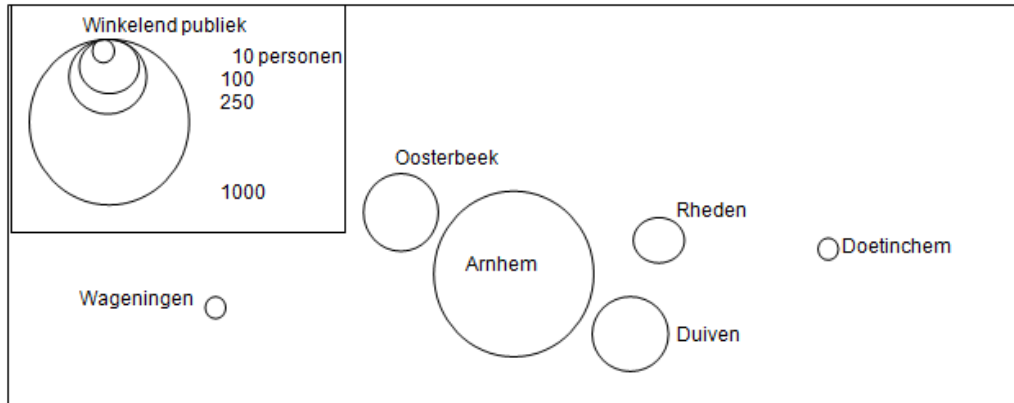 Winkelend publiek
10 personen
100
250
1000
Oosterbeek
Rheden
Arnhem
Doetinchem
Wageningen
Duiven